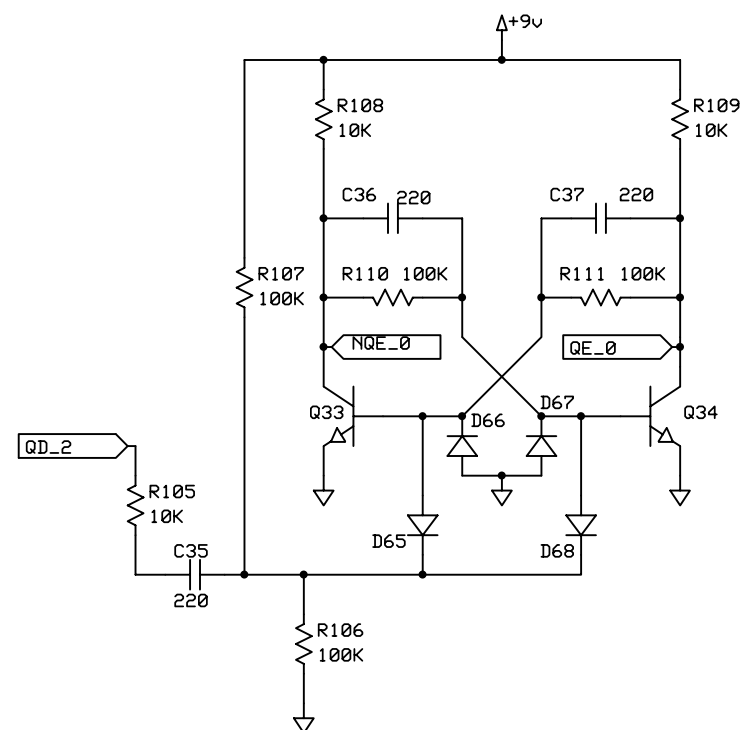 +9v
R108
10K
R109
10K
C36 220
C37 220
R107
100K
R110 100K
R111 100K
NQE_0
QE_0
Q33
D66
D67
Q34
QD_2
R105
10K
D65
D68
C35
220
R106
100K